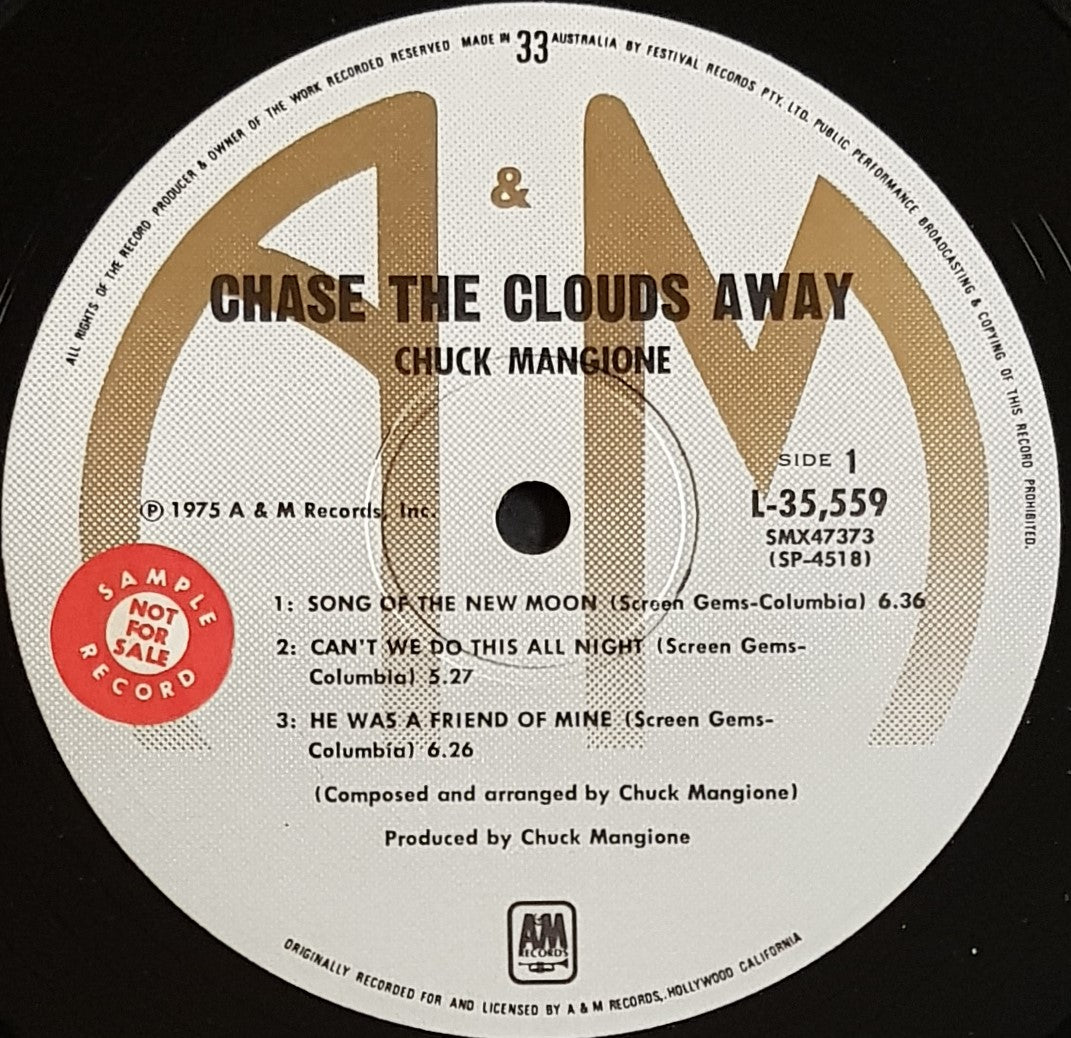 ALL RIGHTS OF THE RECORD PRODUCER & OWNER OF THE WORK RECORDED RESERVED MADE IN 33 AUSTRALIA BY FESTIVAL RECORDS PTY. LTD. PUBLIC PERFORMANCE BROADCASTING & COPYING OF THIS RECORD PROHIBITED.
A & M
CHASE THE CLOUDS AWAY
CHUCK MANGIONE
SIDE 1
L-35,559
SMX47373
(SP-4518)
℗ 1975 A & M Records, Inc.
SAMPLE
NOT
FOR
SALE
RECORD
1: SONG OF THE NEW MOON (Screen Gems-Columbia) 6.36
2: CAN'T WE DO THIS ALL NIGHT (Screen Gems-
Columbia) 5.27
3: HE WAS A FRIEND OF MINE (Screen Gems-
Columbia) 6.26
(Composed and arranged by Chuck Mangione)
Produced by Chuck Mangione
A&M
RECORDS
ORIGINALLY RECORDED FOR AND LICENSED BY A & M RECORDS, HOLLYWOOD CALIFORNIA